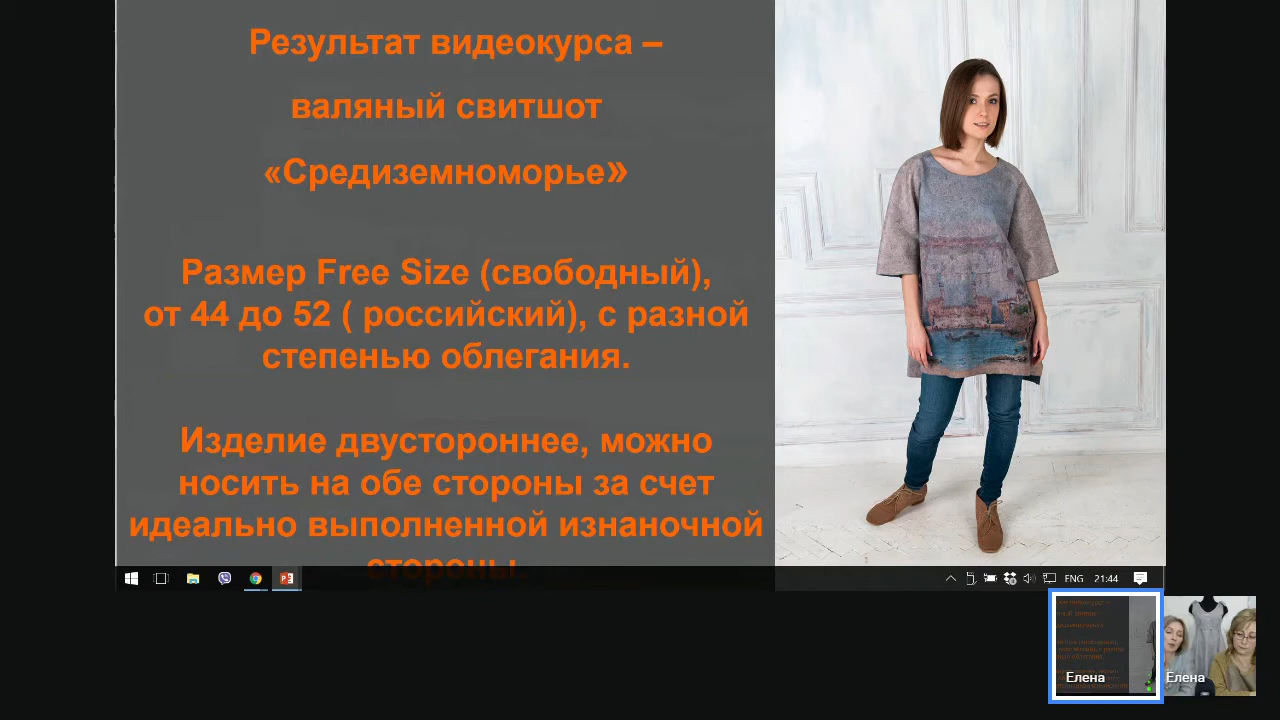 Результат видеокурса –
валяный свитшот
«Средиземноморье»
Размер Free Size (свободный),
от 44 до 52 ( российский), с разной
степенью облегания.
Изделие двустороннее, можно
носить на обе стороны за счет
идеально выполненной изнаночной
стороны.
ENG 21:44
Елена
Елена